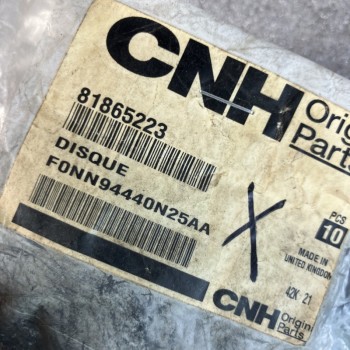 CNH Original
Parts
81865223
DISQUE
F0NN94440N25AA
PCS
10
MADE IN
UNITED KINGDOM
42K 21
CNH Original
Parts